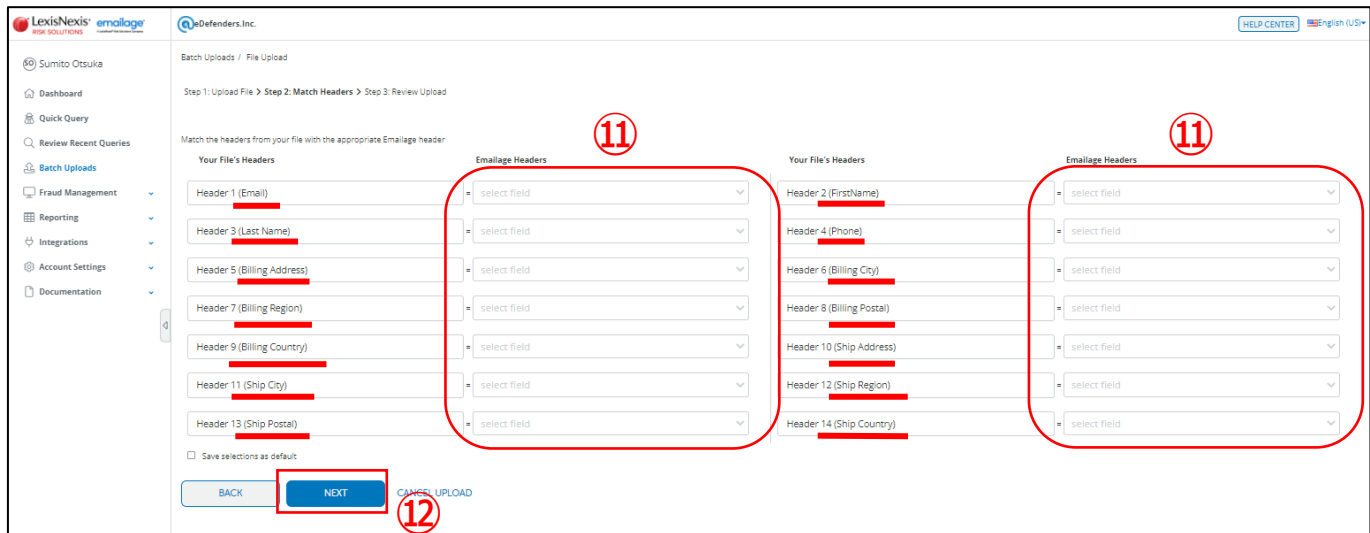 LexisNexis® emailage®
RISK SOLUTIONS
@eDefenders.Inc.
HELP CENTER English (US)
SO Sumito Otsuka
Dashboard
Quick Query
Review Recent Queries
Batch Uploads
Fraud Management
Reporting
Integrations
Account Settings
Documentation
Batch Uploads / File Upload
Step 1: Upload File > Step 2: Match Headers > Step 3: Review Upload
Match the headers from your file with the appropriate Emailage header
⑪ ⑪
Your File's Headers Emailage Headers Your File's Headers Emailage Headers
Header 1 (Email) = select field Header 2 (FirstName) = select field
Header 3 (Last Name) = select field Header 4 (Phone) = select field
Header 5 (Billing Address) = select field Header 6 (Billing City) = select field
Header 7 (Billing Region) = select field Header 8 (Billing Postal) = select field
Header 9 (Billing Country) = select field Header 10 (Ship Address) = select field
Header 11 (Ship City) = select field Header 12 (Ship Region) = select field
Header 13 (Ship Postal) = select field Header 14 (Ship Country) = select field
Save selections as default
BACK NEXT CANCEL UPLOAD
⑫